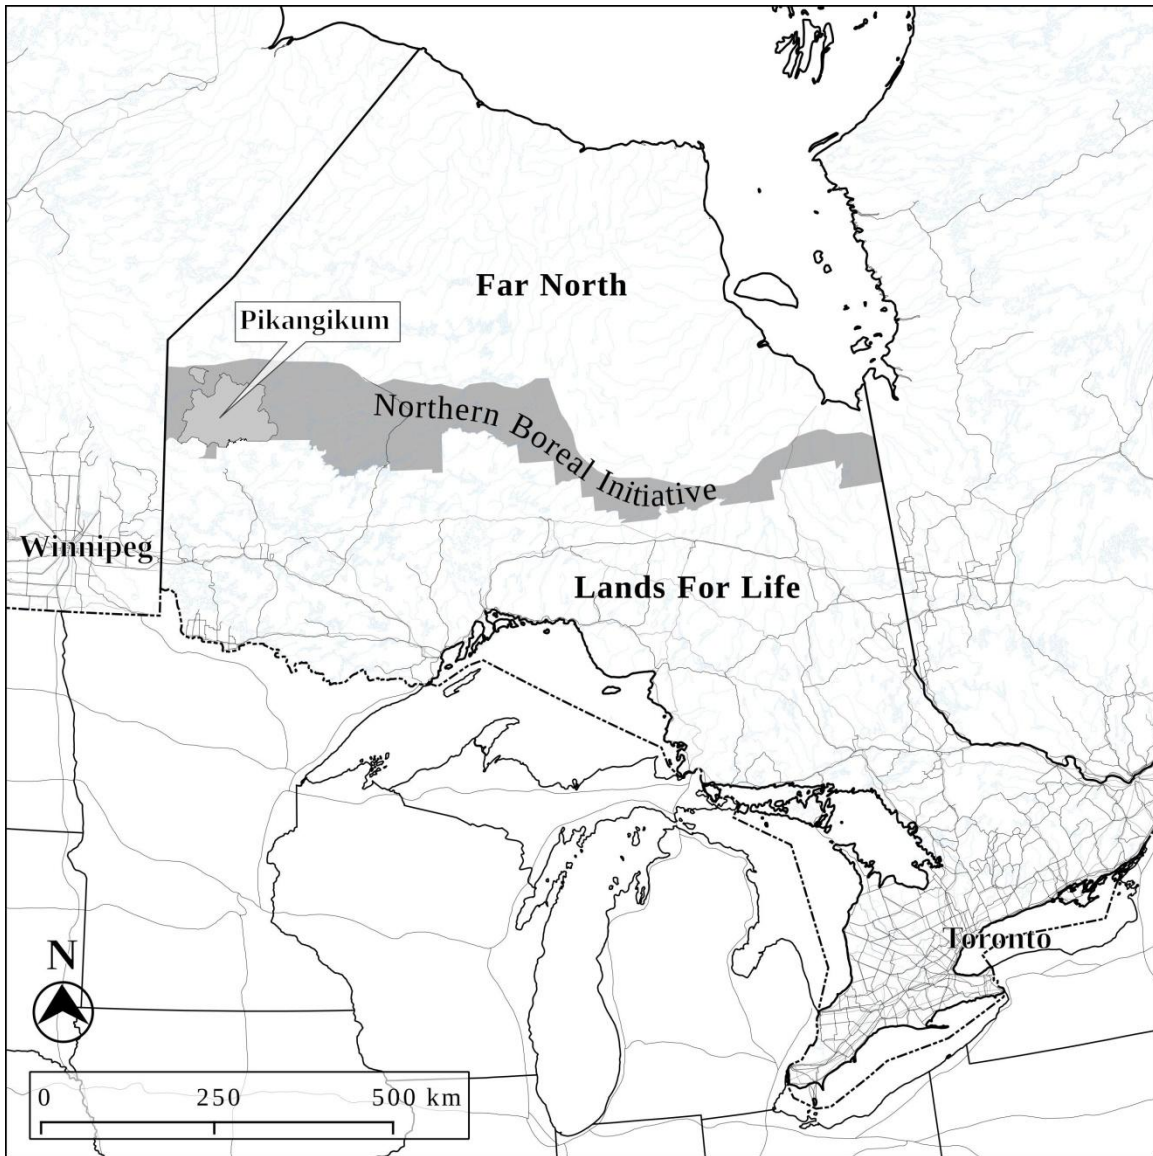 Far North
Pikangikum
Northern Boreal Initiative
Winnipeg
Lands For Life
Toronto
N
0 250 500 km